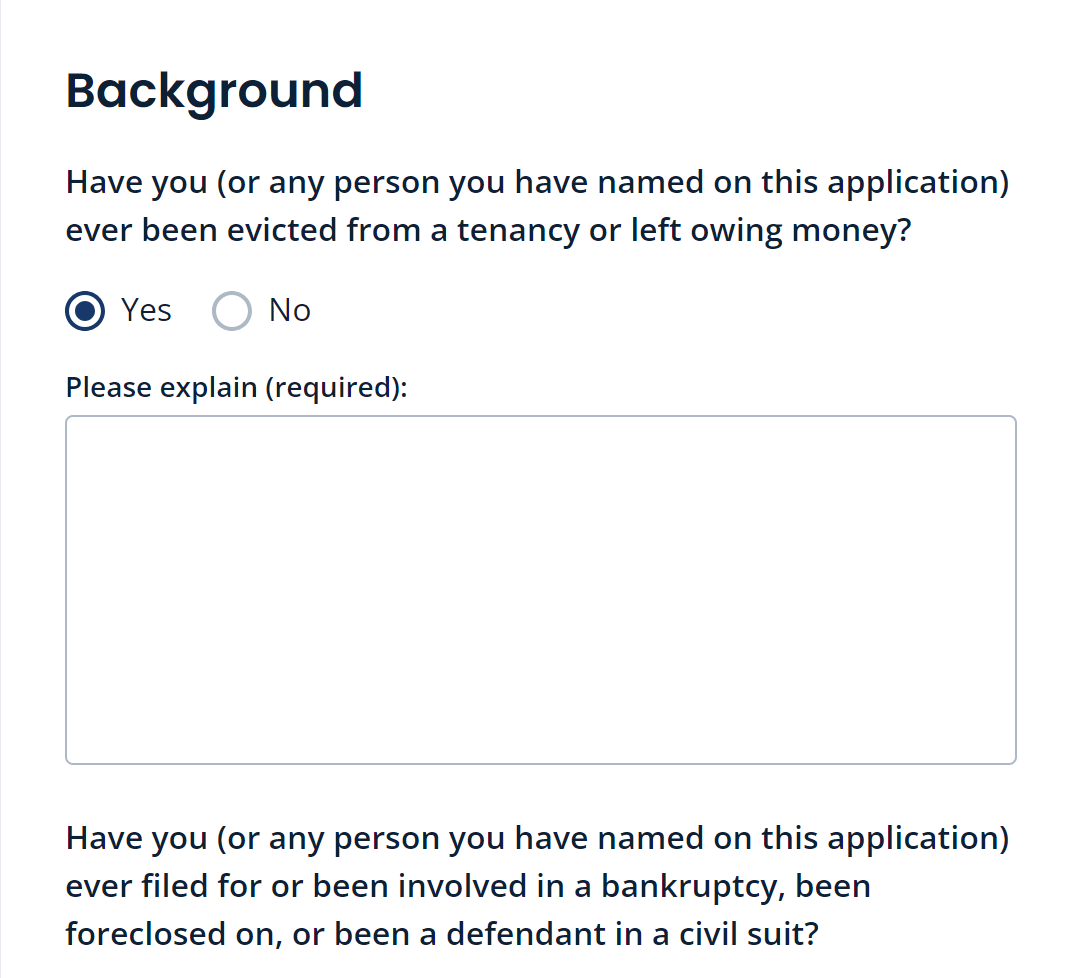 Background
Have you (or any person you have named on this application)
ever been evicted from a tenancy or left owing money?
Yes No
Please explain (required):
Have you (or any person you have named on this application)
ever filed for or been involved in a bankruptcy, been
foreclosed on, or been a defendant in a civil suit?